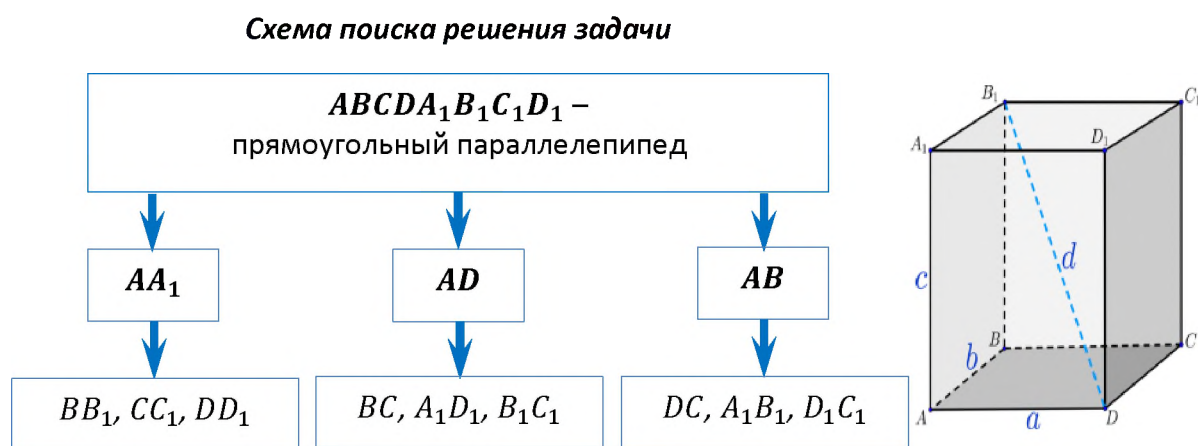 Схема поиска решения задачи
ABCDA₁B₁C₁D₁ –
прямоугольный параллелепипед
AA₁
AD
AB
BB₁, CC₁, DD₁
BC, A₁D₁, B₁C₁
DC, A₁B₁, D₁C₁
B₁
C₁
A₁
D₁
c
d
B
C
b
A
a
D